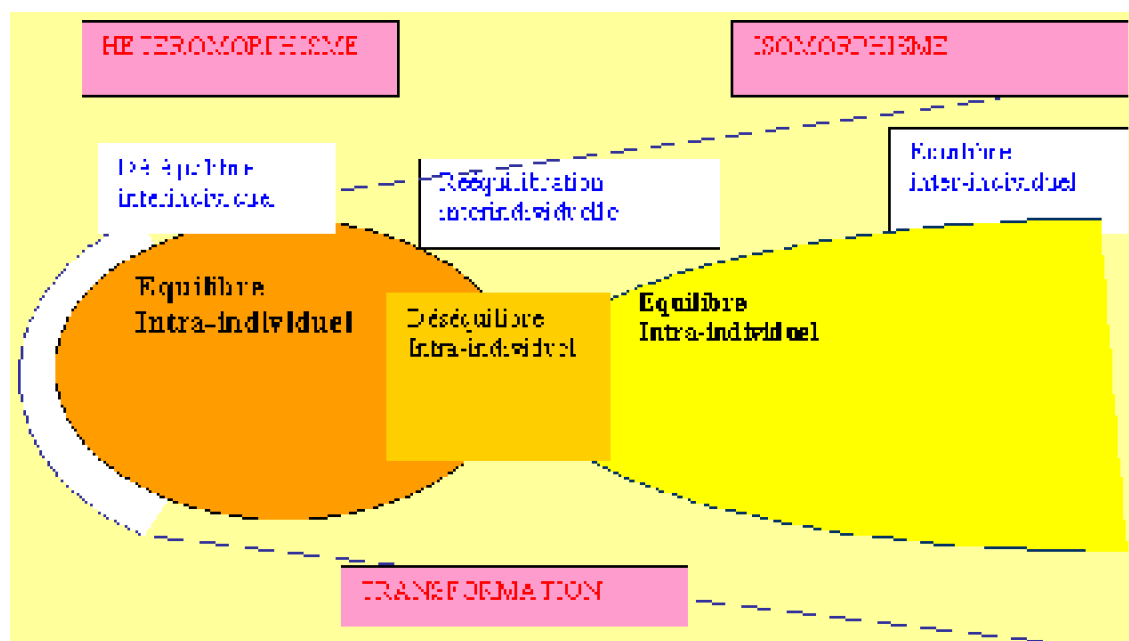 HETEROMORPHISME
ISOMORPHISME
Déséquilibre
interindividuel
Rééquilibration
interindividuelle
Equilibre
inter-individuel
Equilibre
Intra-individuel
Déséquilibre
Intra-individuel
Equilibre
Intra-individuel
TRANSFORMATION